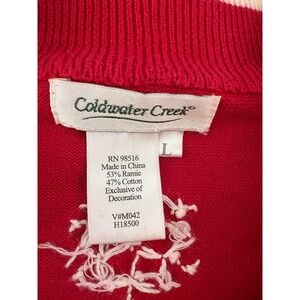 Coldwater Creek®
L
RN 98516
Made in China
53% Ramie
47% Cotton
Exclusive of
Decoration
V#M042
H18500